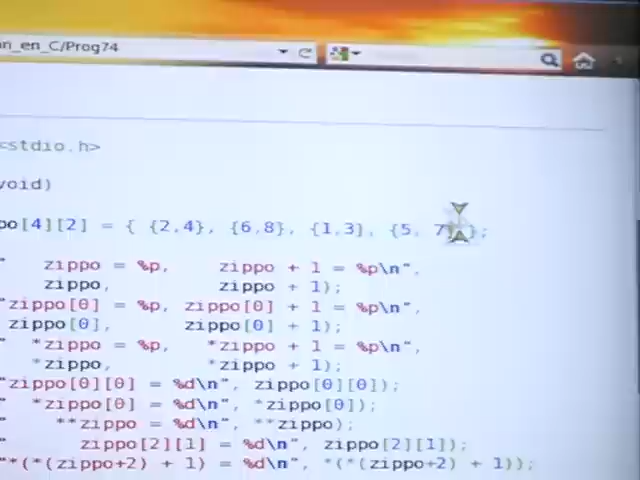 an_en_C/Prog74
<stdio.h>
void)
po[4][2] = { {2,4}, {6,8}, {1,3}, {5, 7} };
"   zippo = %p,     zippo + 1 = %p\n",
zippo,     zippo + 1);
"zippo[0] = %p, zippo[0] + 1 = %p\n",
zippo[0],     zippo[0] + 1);
"  *zippo = %p,   *zippo + 1 = %p\n",
*zippo,     *zippo + 1);
"zippo[0][0] = %d\n", zippo[0][0]);
"  *zippo[0] = %d\n", *zippo[0]);
"    **zippo = %d\n", **zippo);
"      zippo[2][1] = %d\n", zippo[2][1]);
"*(*(zippo+2) + 1) = %d\n", *(*(zippo+2) + 1));